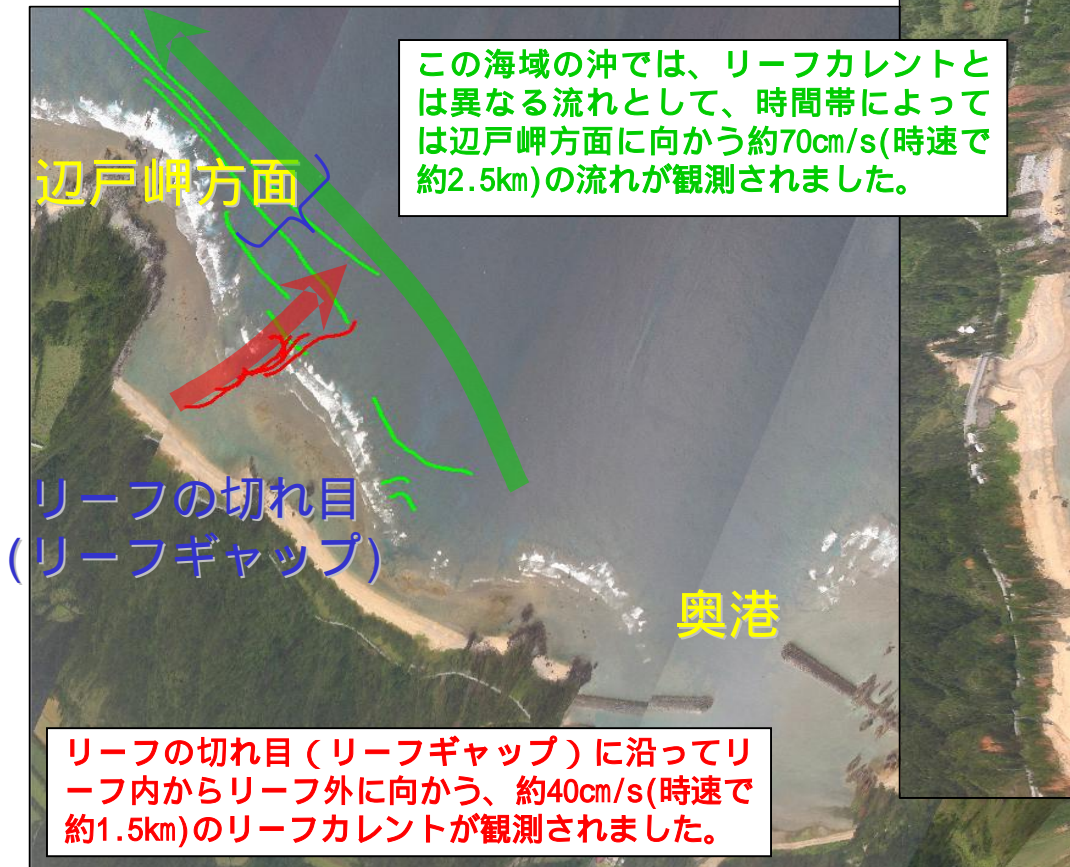 この海域の沖では、リーフカレントと
は異なる流れとして、時間帯によって
は辺戸岬方面に向かう約70cm/s(時速で
約2.5km)の流れが観測されました。
辺戸岬方面
リーフの切れ目
(リーフギャップ)
奥港
リーフの切れ目(リーフギャップ)に沿ってリ
ーフ内からリーフ外に向かう、約40cm/s(時速で
約1.5km)のリーフカレントが観測されました。